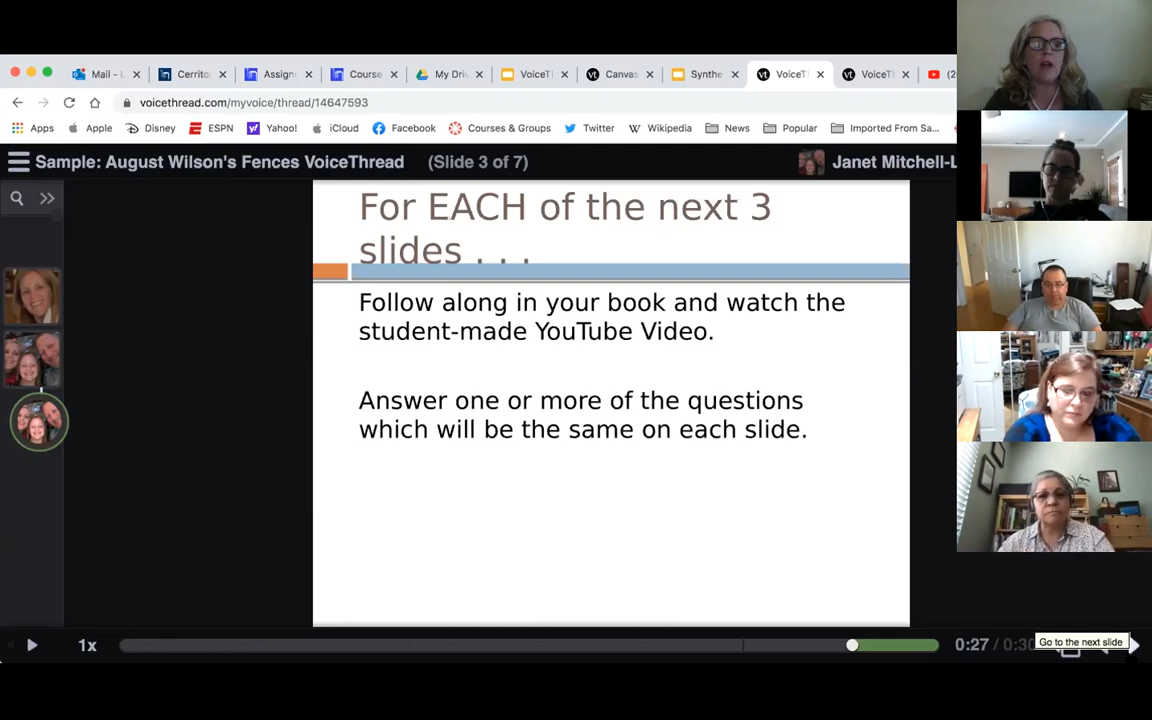 Mail - L
Cerrito
Assign
Course
My Driv
VoiceT
Canvas
Synthe
VoiceT
VoiceT
(2
voicethread.com/myvoice/thread/14647593
Apps
Apple
Disney
ESPN
Yahoo!
iCloud
Facebook
Courses & Groups
Twitter
Wikipedia
News
Popular
Imported From Sa...
Sample: August Wilson's Fences VoiceThread (Slide 3 of 7)
Janet Mitchell-L
For EACH of the next 3
slides . . .
Follow along in your book and watch the
student-made YouTube Video.
Answer one or more of the questions
which will be the same on each slide.
1x
0:27 / 0:30
Go to the next slide